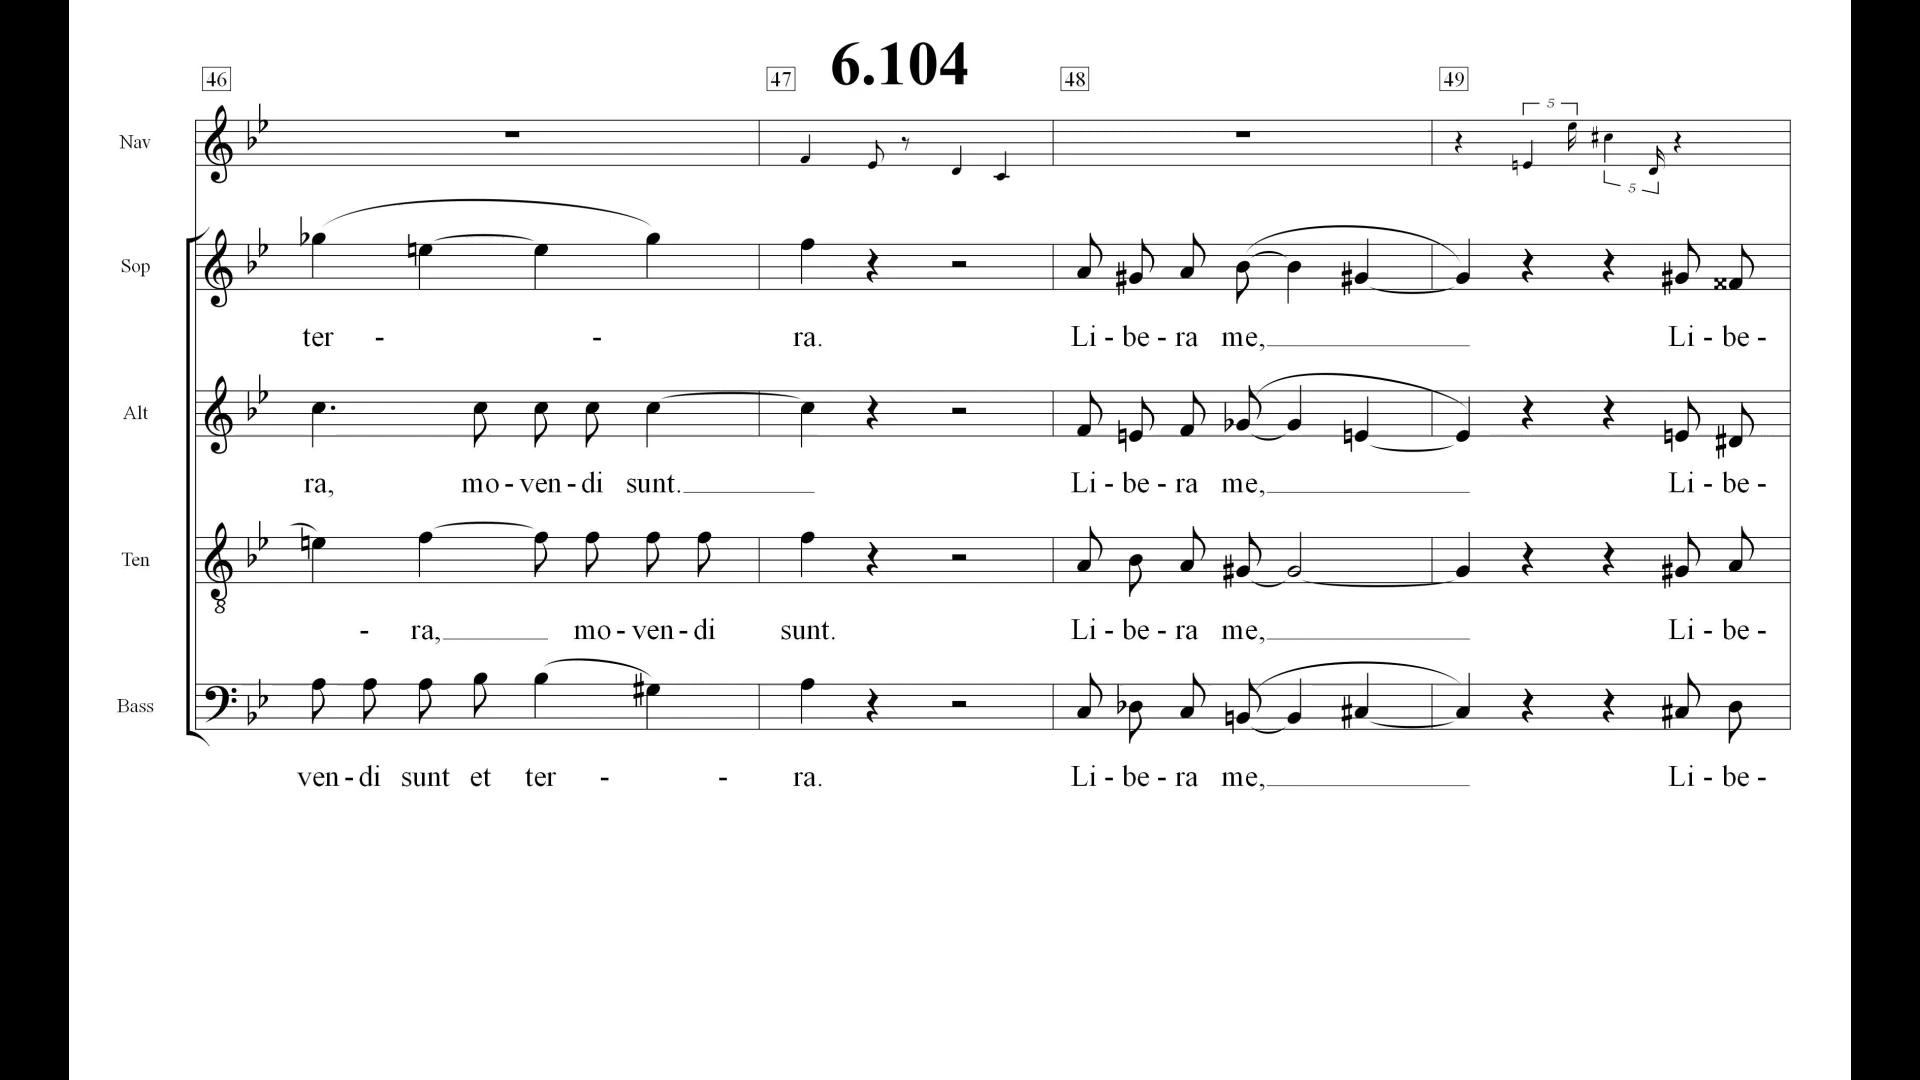 6.104
46 47 48 49
Nav
5
5
Sop
ter - - ra. Li - be - ra me, Li - be -
Alt
ra, mo - ven - di sunt. Li - be - ra me, Li - be -
Ten
8
- ra, mo - ven - di sunt. Li - be - ra me, Li - be -
Bass
ven - di sunt et ter - - ra. Li - be - ra me, Li - be -